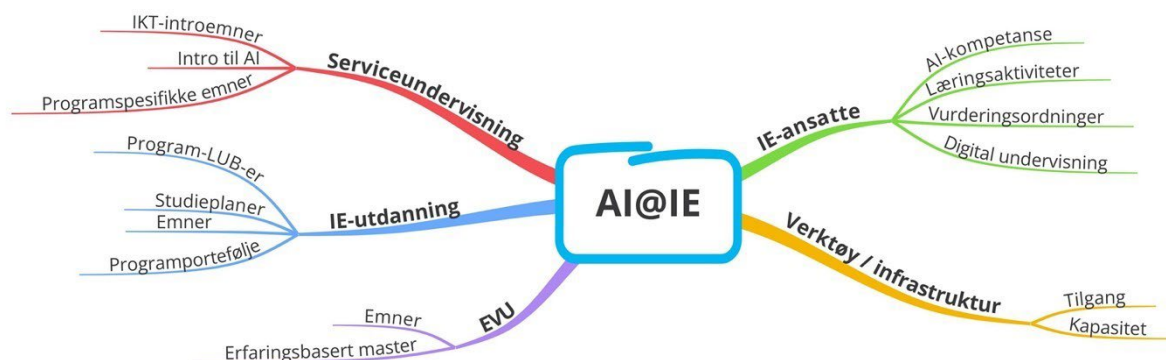 IKT-introemner
Intro til AI
Programspesifikke emner
Serviceundervisning
Program-LUB-er
Studieplaner
Emner
Programportefølje
IE-utdanning
Emner
Erfaringsbasert master
EVU
AI@IE
IE-ansatte
AI-kompetanse
Læringsaktiviteter
Vurderingsordninger
Digital undervisning
Verktøy / infrastruktur
Tilgang
Kapasitet